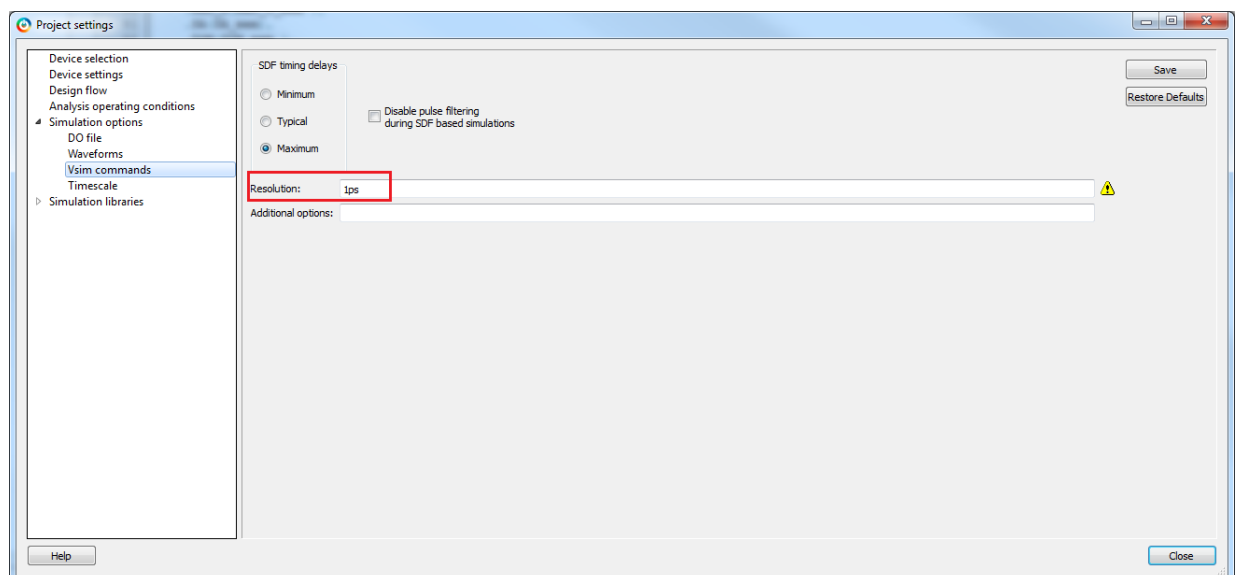 Project settings
Device selection
Device settings
Design flow
Analysis operating conditions
Simulation options
DO file
Waveforms
Vsim commands
Timescale
Simulation libraries
SDF timing delays
Minimum
Typical
Maximum
Disable pulse filtering
during SDF based simulations
Resolution: 1ps
Additional options:
Save
Restore Defaults
Help
Close